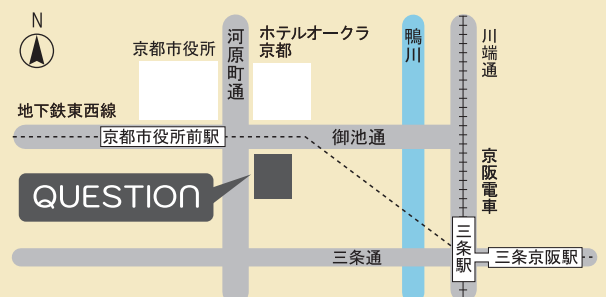 N
京都市役所
河原町通
ホテルオークラ
京都
鴨川
川端通
地下鉄東西線
京都市役所前駅
御池通
京阪電車
QUESTION
三条通
三条駅
三条京阪駅